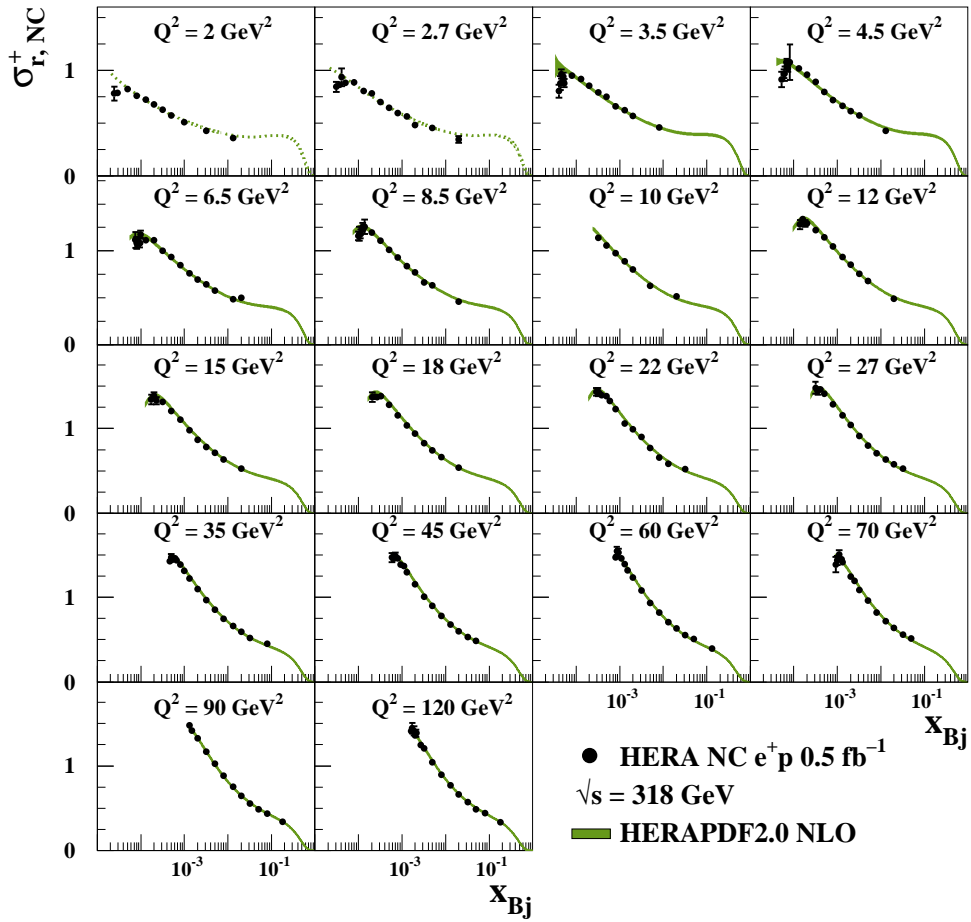 σ⁺r, NC
Q² = 2 GeV²
Q² = 2.7 GeV²
Q² = 3.5 GeV²
Q² = 4.5 GeV²
1
0
Q² = 6.5 GeV²
Q² = 8.5 GeV²
Q² = 10 GeV²
Q² = 12 GeV²
1
0
Q² = 15 GeV²
Q² = 18 GeV²
Q² = 22 GeV²
Q² = 27 GeV²
1
0
Q² = 35 GeV²
Q² = 45 GeV²
Q² = 60 GeV²
Q² = 70 GeV²
1
0
10⁻³ 10⁻¹ 10⁻³ 10⁻¹
xBj
Q² = 90 GeV²
Q² = 120 GeV²
1
0
10⁻³ 10⁻¹ 10⁻³ 10⁻¹
xBj
HERA NC e⁺p 0.5 fb⁻¹
√s = 318 GeV
HERAPDF2.0 NLO